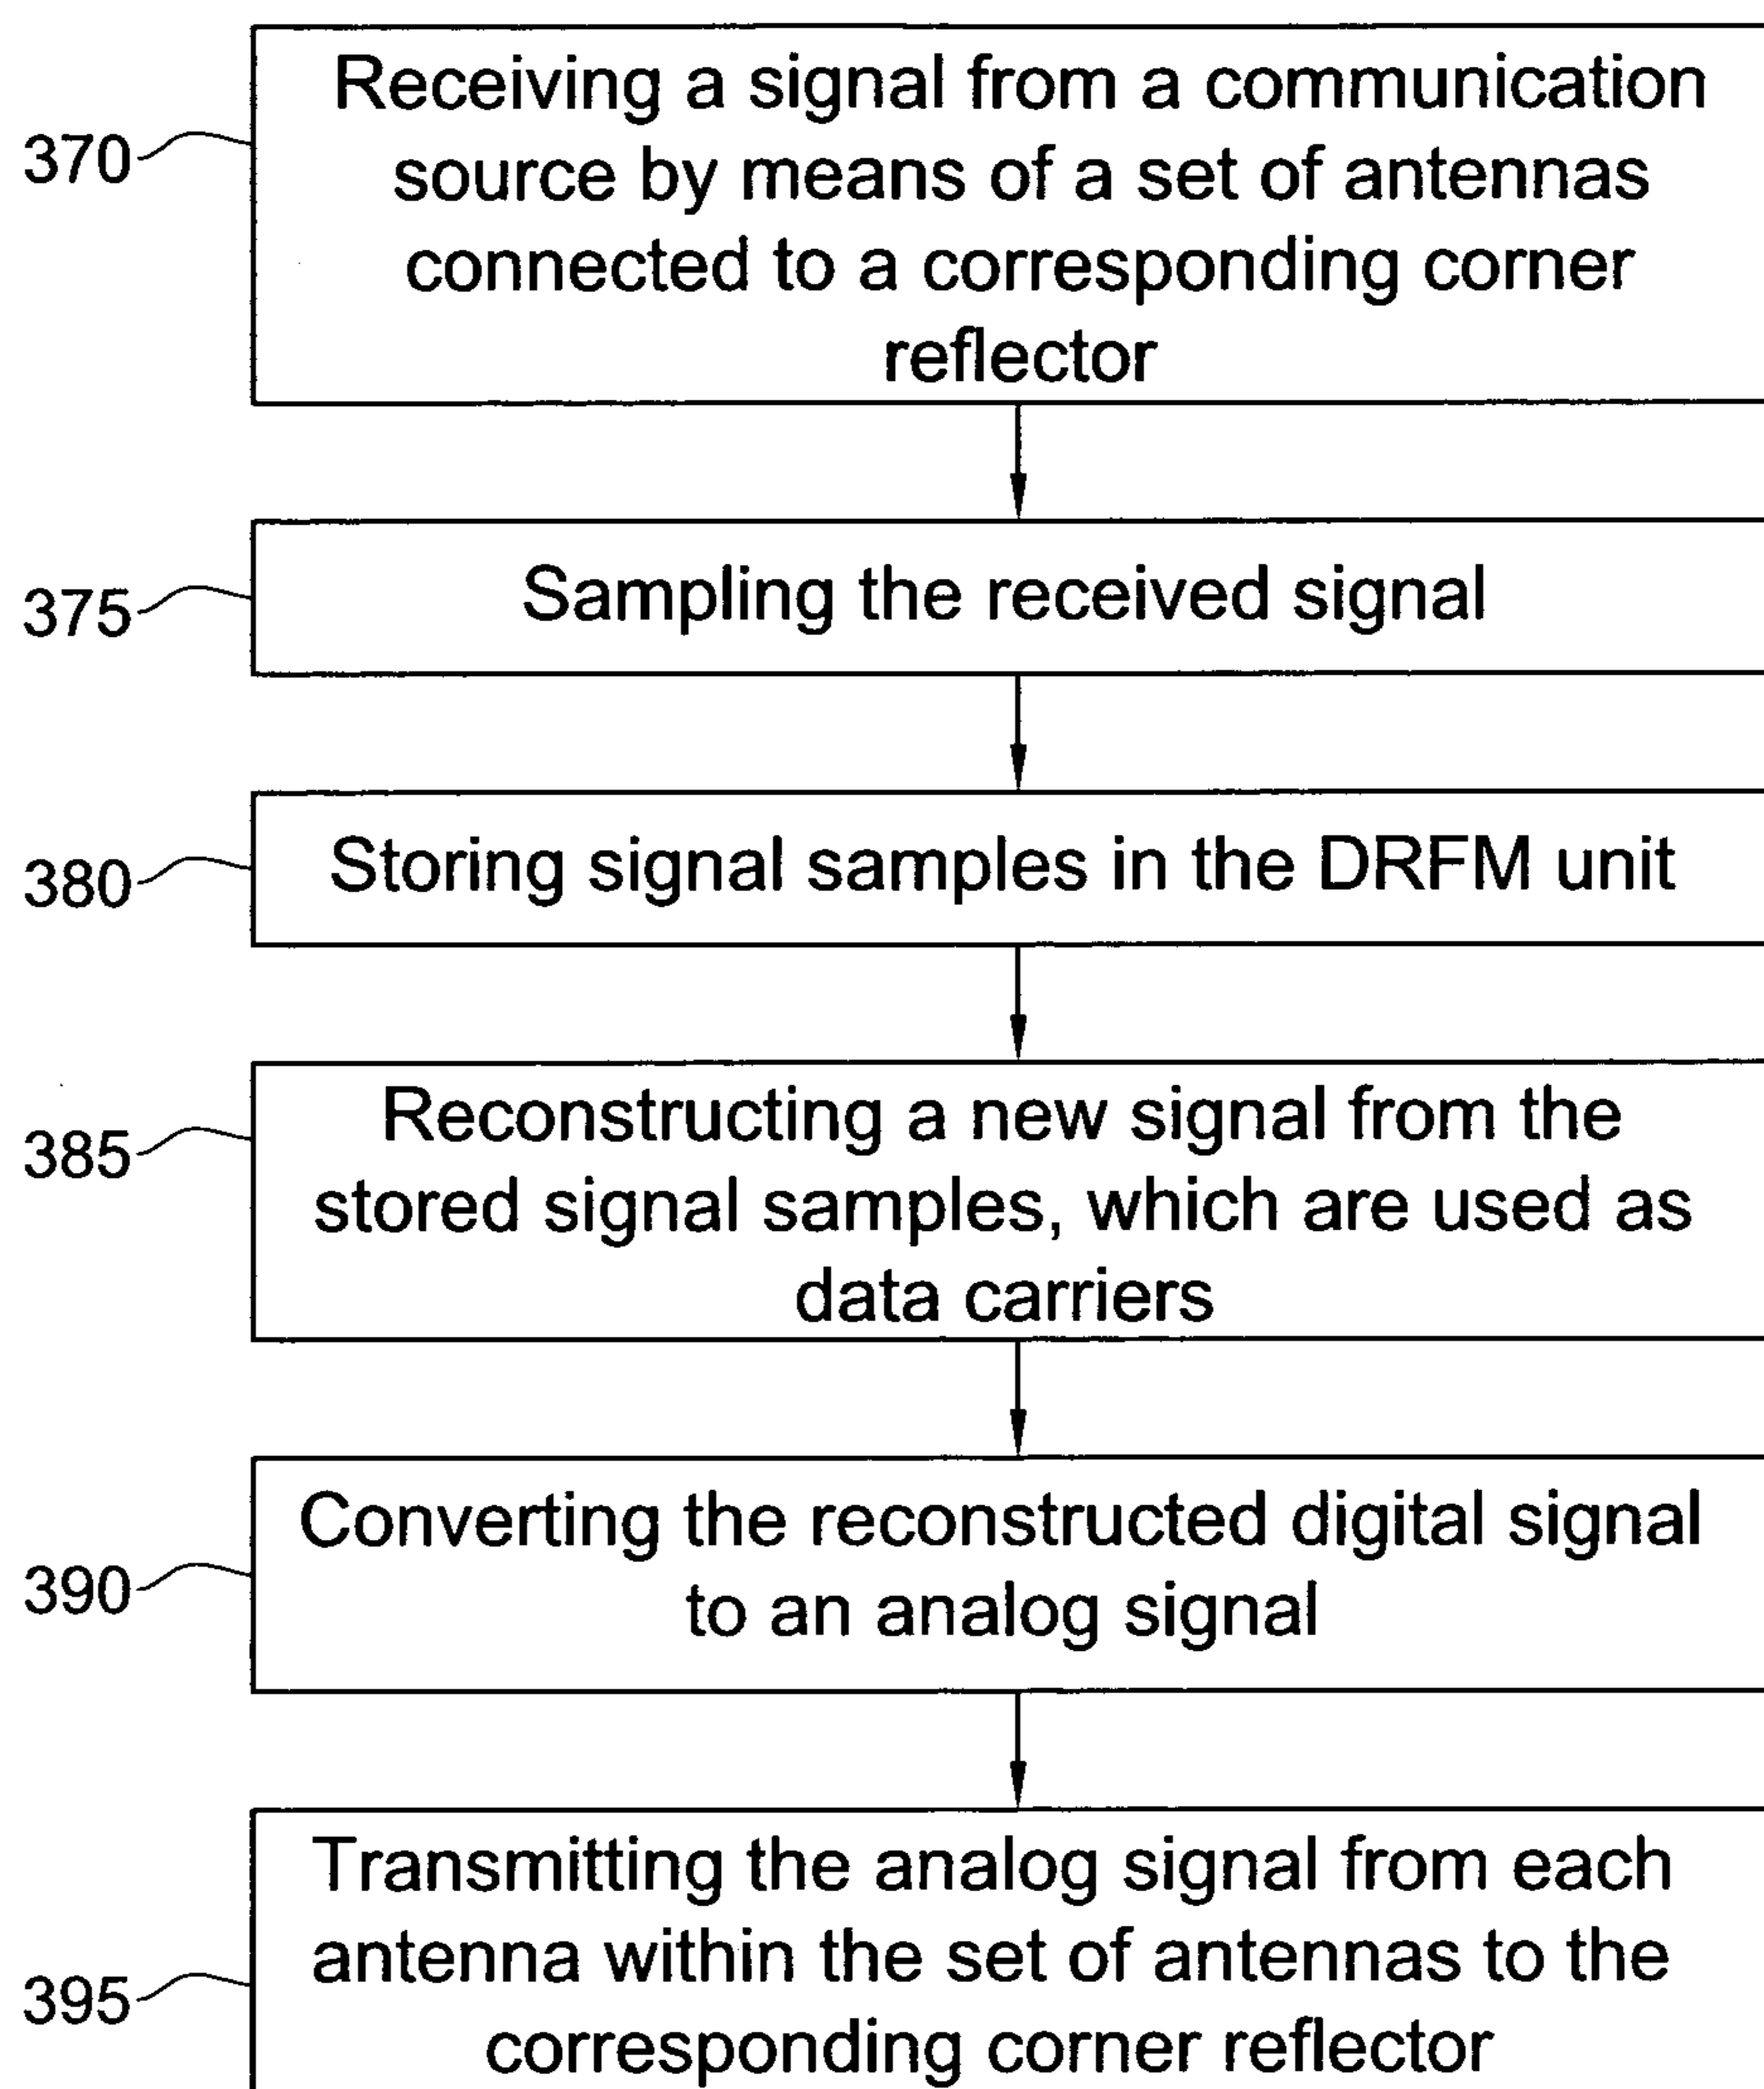 Receiving a signal from a communication
370
source by means of a set of antennas
connected to a corresponding corner
reflector
375
Sampling the received signal
380
Storing signal samples in the DRFM unit
Reconstructing a new signal from the
385
stored signal samples, which are used as
data carriers
Converting the reconstructed digital signal
390
to an analog signal
Transmitting the analog signal from each
antenna within the set of antennas to the
395
corresponding corner reflector